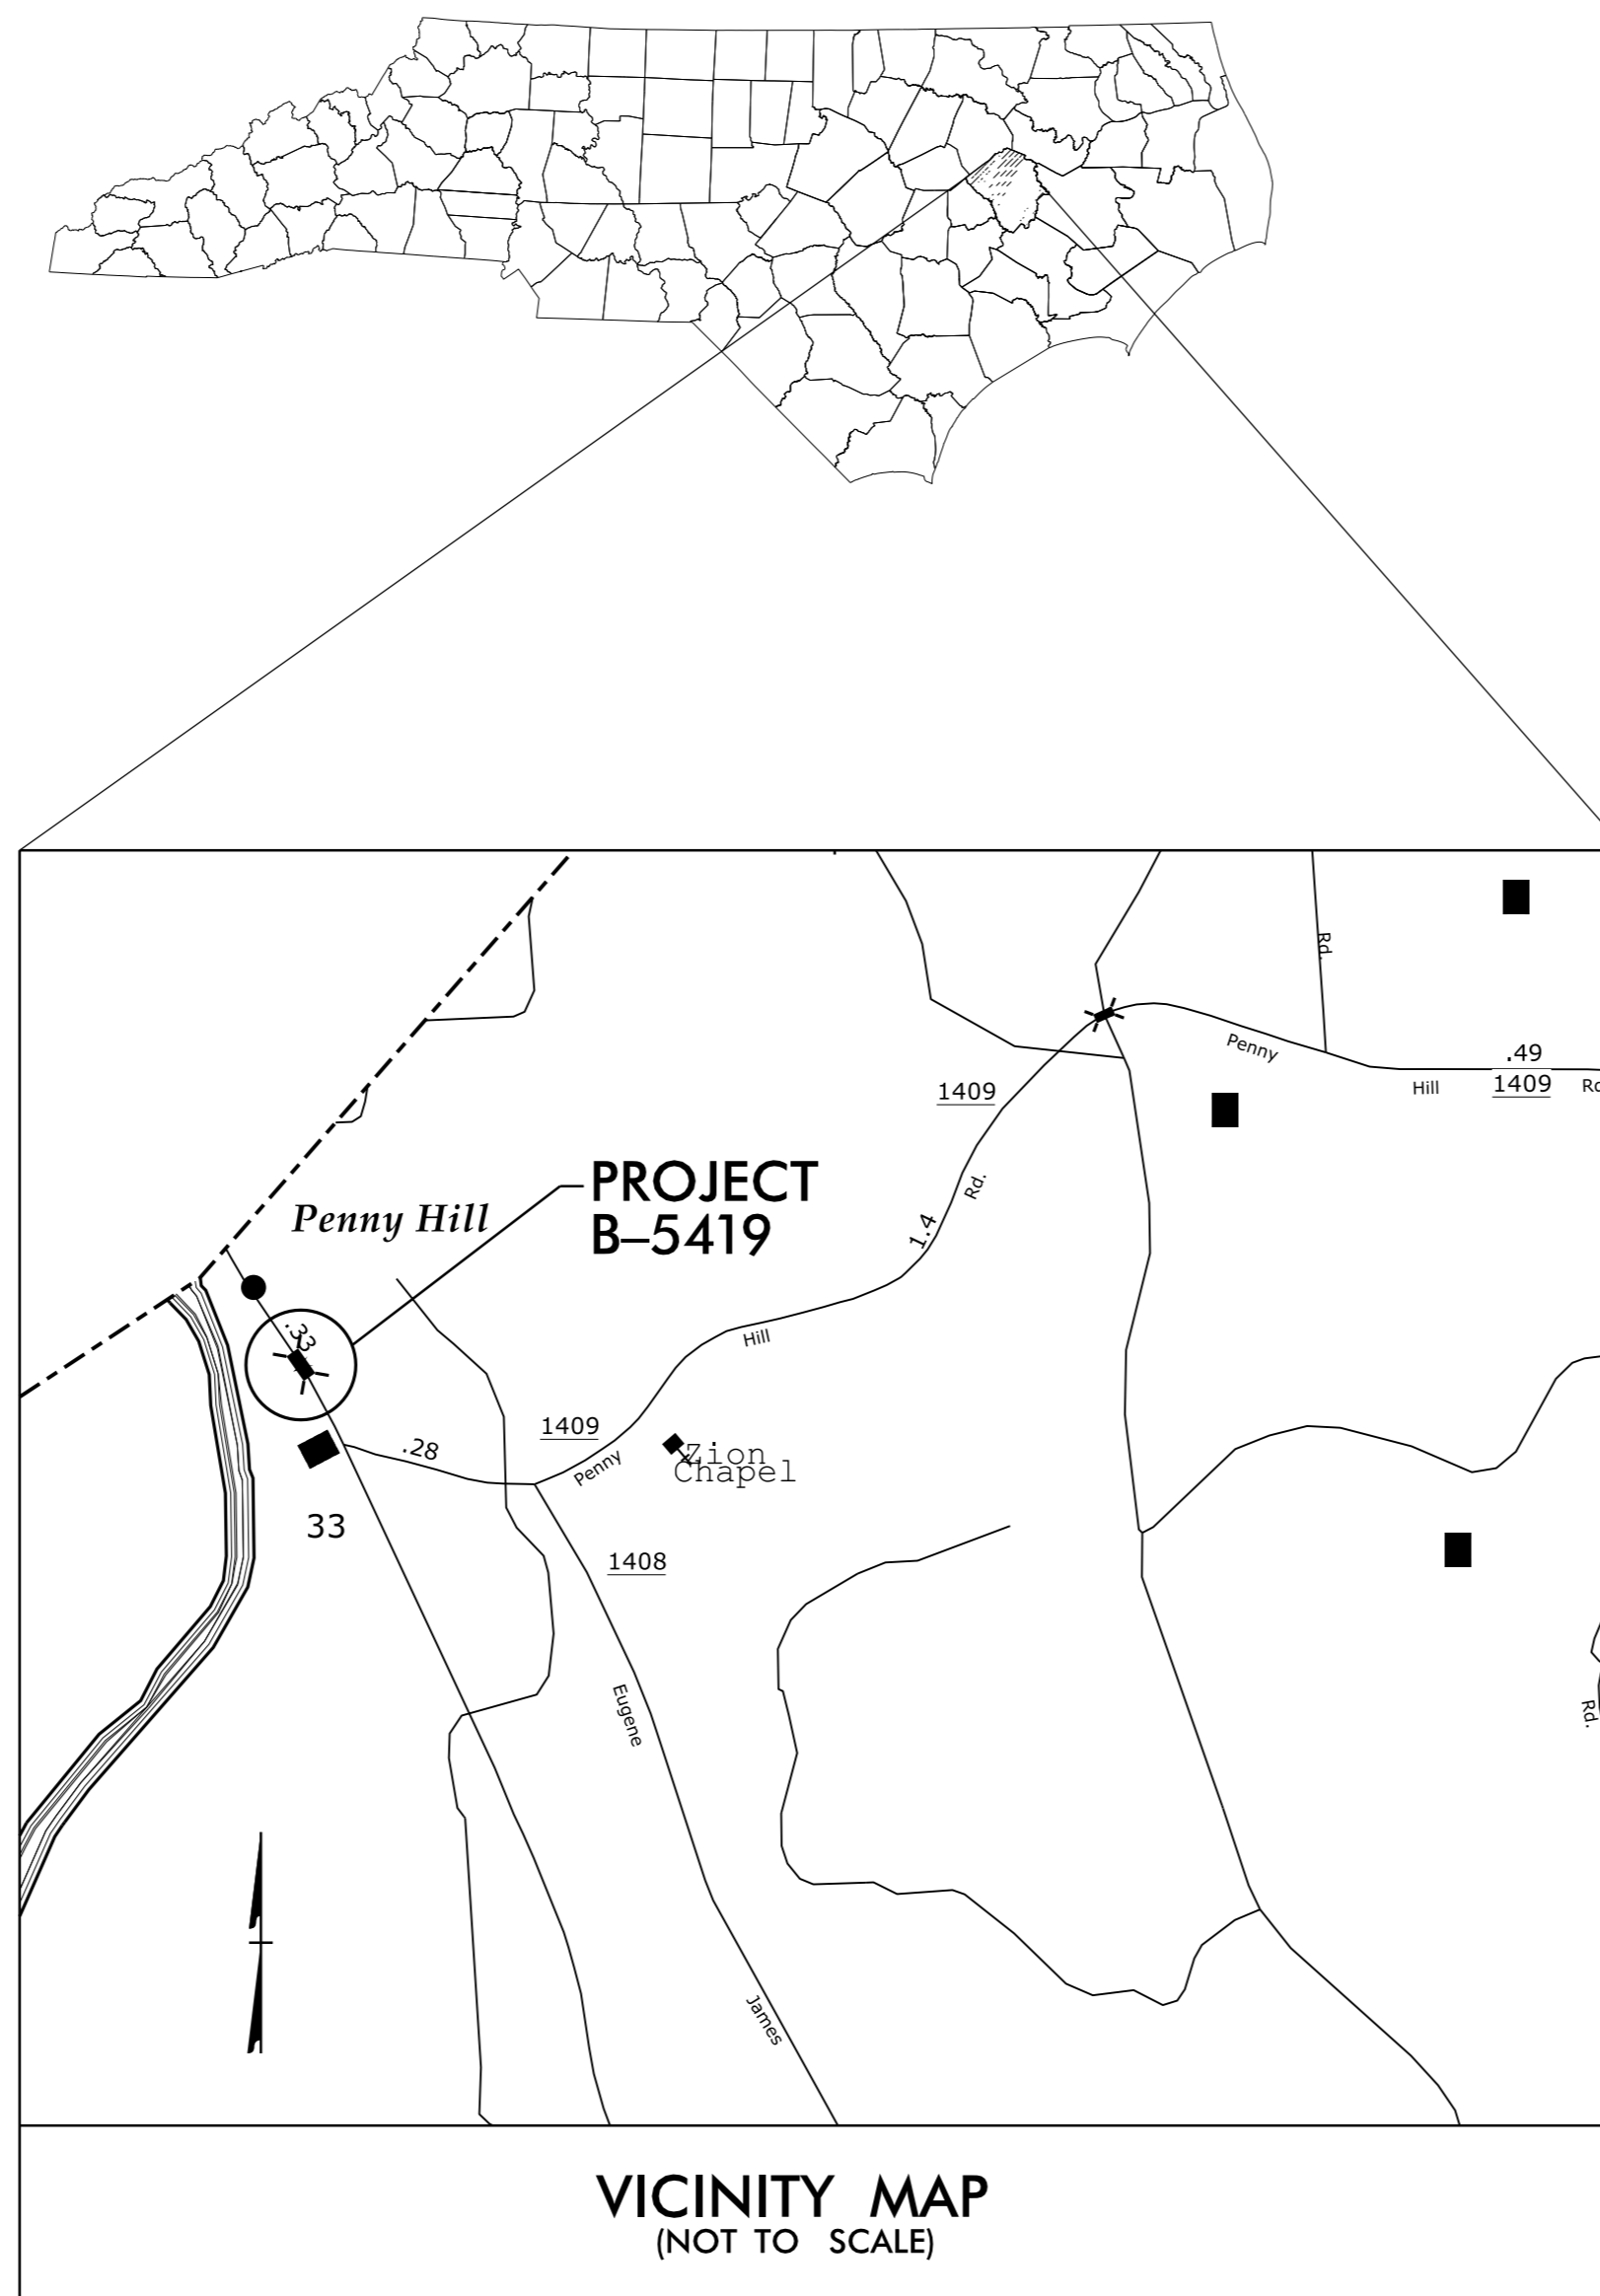 Rd.
Penny
.49
Hill
1409
1409
Rd.
PROJECT
B–5419
Penny Hill
1.4
.33
Hill
1409
.28
Penny
Zion
Chapel
33
1408
Eugene
Rd.
James
VICINITY MAP
(NOT TO SCALE)